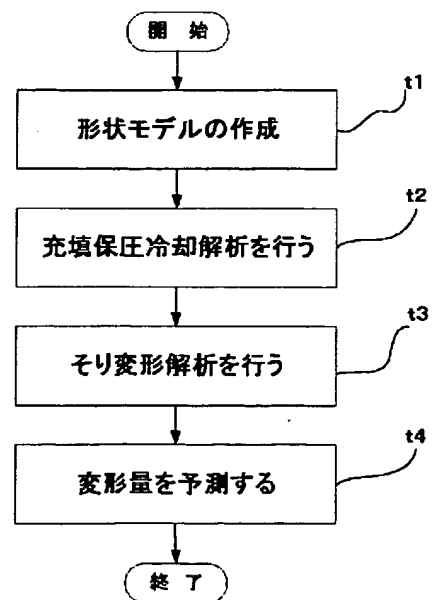 開 始
形状モデルの作成
t1
充填保圧冷却解析を行う
t2
そり変形解析を行う
t3
変形量を予測する
t4
終 了